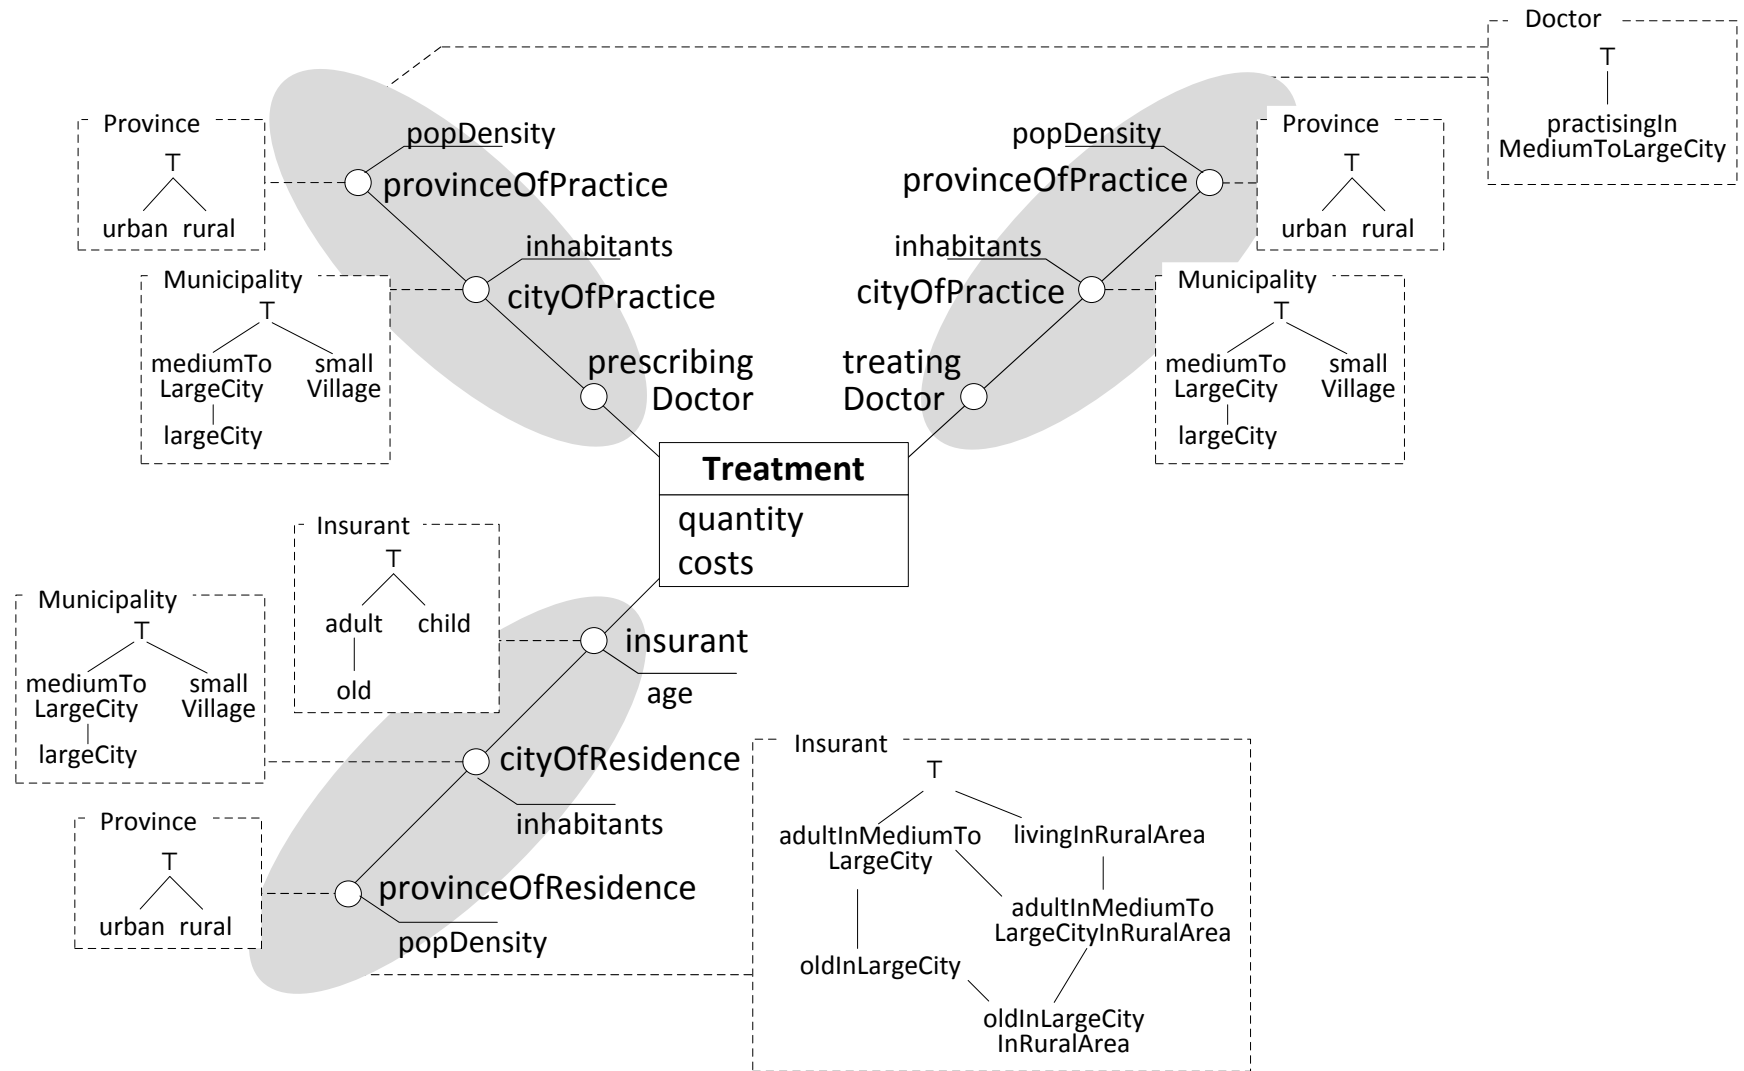 Doctor
T
practisingIn
MediumToLargeCity
Province
T
urban rural
popDensity
provinceOfPractice
popDensity
provinceOfPractice
Province
T
urban rural
Municipality
T
mediumTo
LargeCity
small
Village
largeCity
inhabitants
cityOfPractice
inhabitants
cityOfPractice
Municipality
T
mediumTo
LargeCity
small
Village
largeCity
prescribing
Doctor
treating
Doctor
Treatment
quantity
costs
Insurant
T
adult child
old
insurant
age
Municipality
T
mediumTo
LargeCity
small
Village
largeCity
cityOfResidence
inhabitants
Province
T
urban rural
provinceOfResidence
popDensity
Insurant
T
adultInMediumTo
LargeCity
livingInRuralArea
adultInMediumTo
LargeCityInRuralArea
oldInLargeCity
oldInLargeCity
InRuralArea